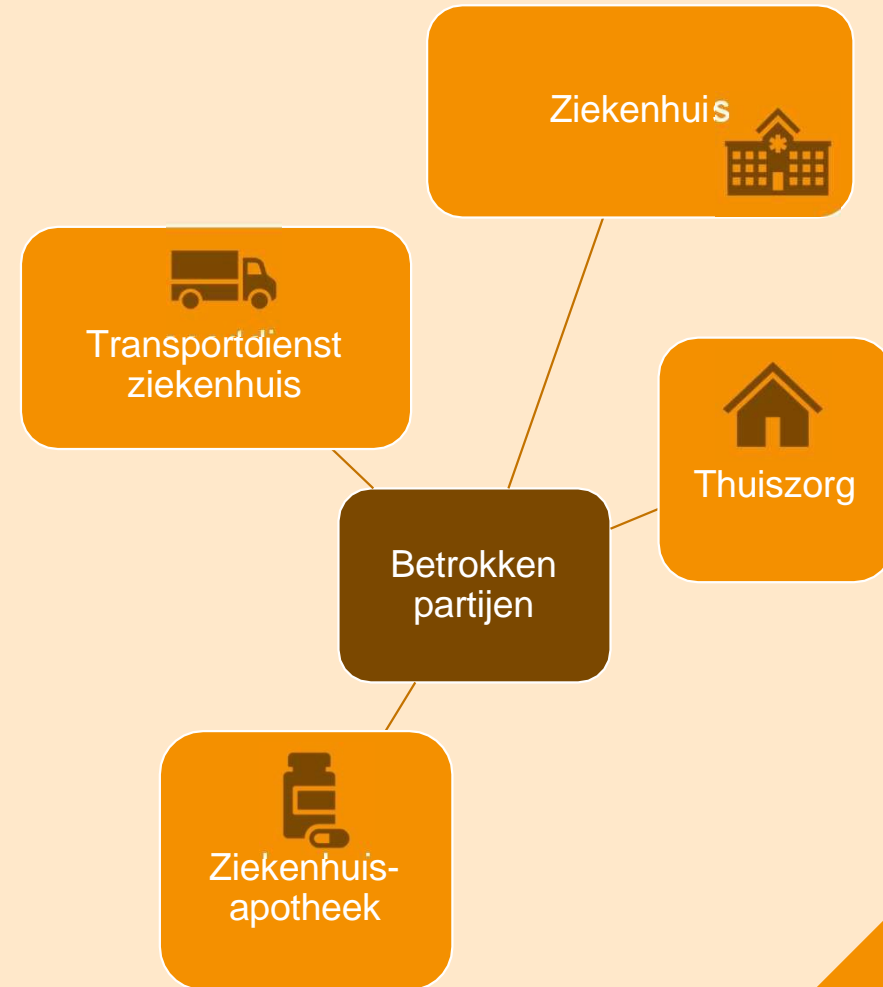 Ziekenhuis
Transportdienst
ziekenhuis
Thuiszorg
Betrokken
partijen
Ziekenhuis-
apotheek